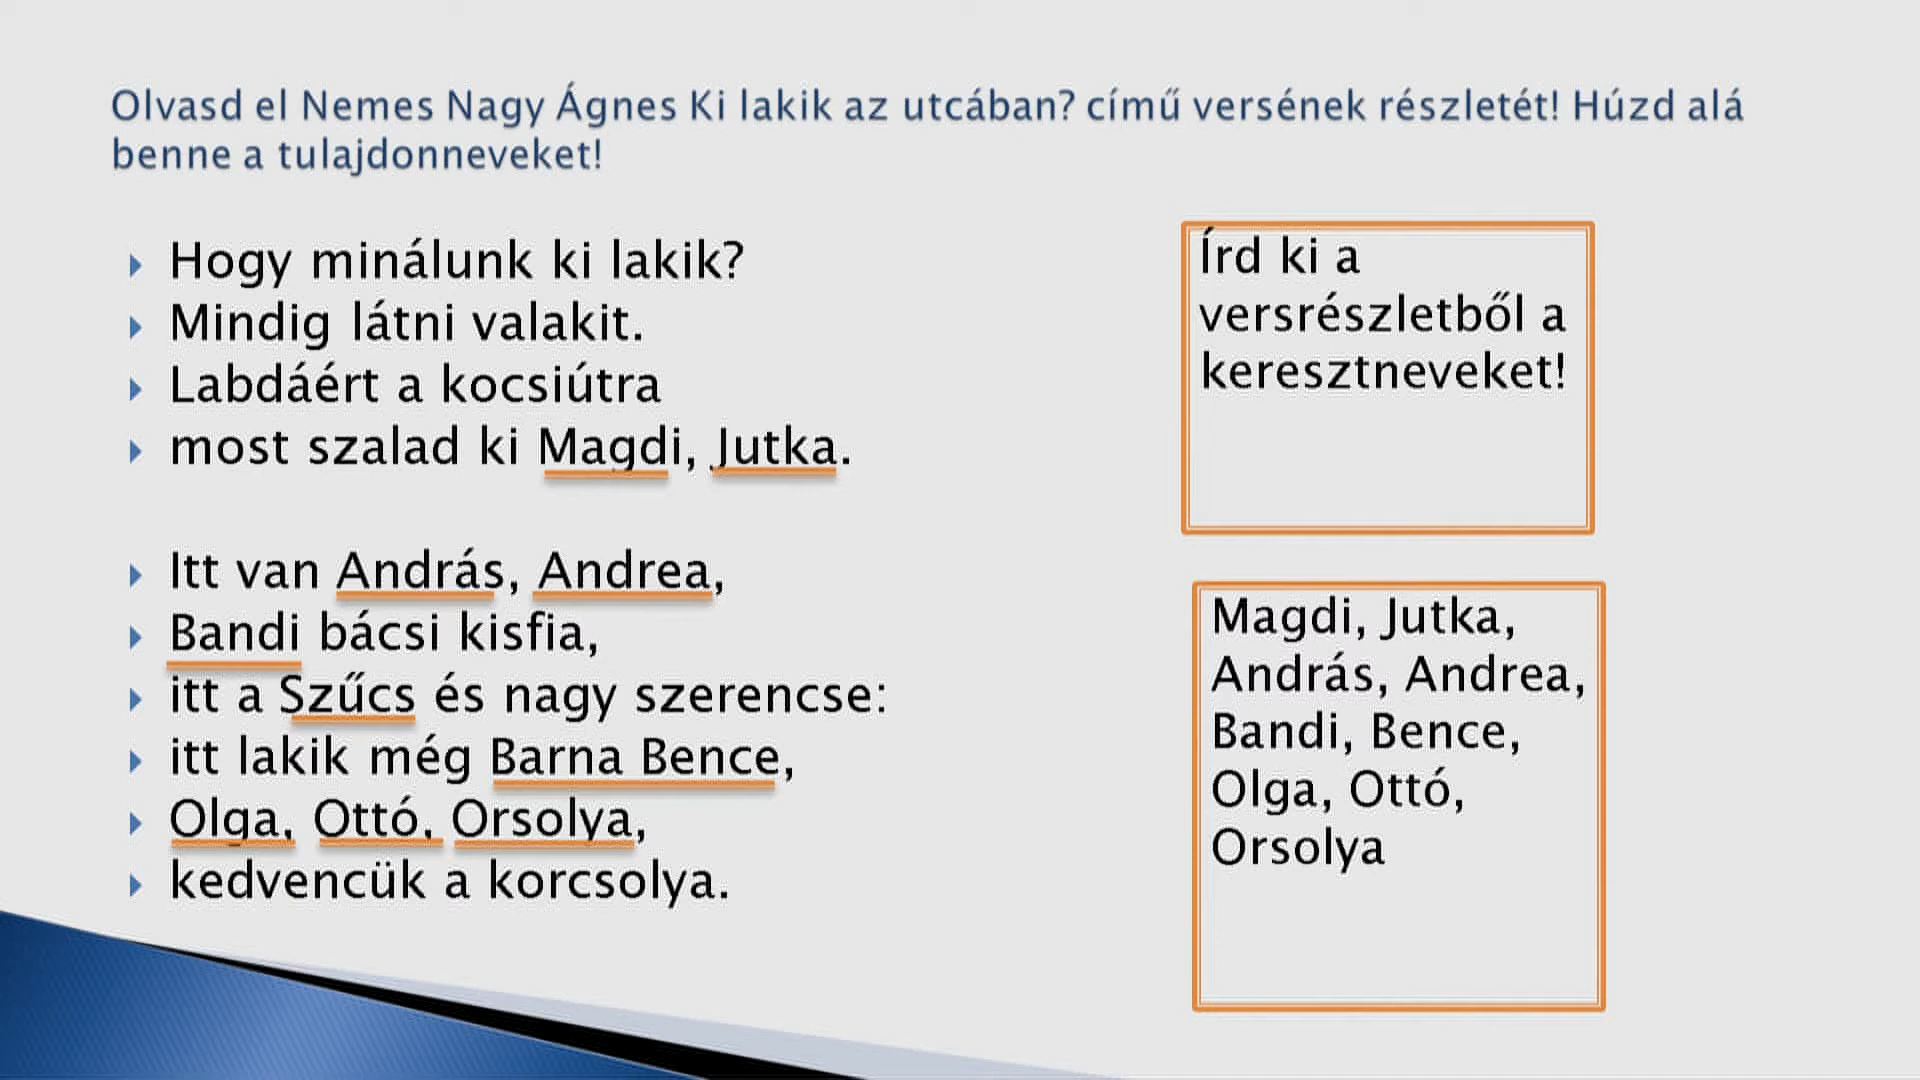 Olvasd el Nemes Nagy Ágnes Ki lakik az utcában? című versének részletét! Húzd alá
benne a tulajdonneveket!
Hogy minálunk ki lakik?
Mindig látni valakit.
Labdáért a kocsiútra
most szalad ki Magdi, Jutka.
Itt van András, Andrea,
Bandi bácsi kisfia,
itt a Szűcs és nagy szerencse:
itt lakik még Barna Bence,
Olga, Ottó, Orsolya,
kedvencük a korcsolya.
Írd ki a
versrészletből a
keresztneveket!
Magdi, Jutka,
András, Andrea,
Bandi, Bence,
Olga, Ottó,
Orsolya